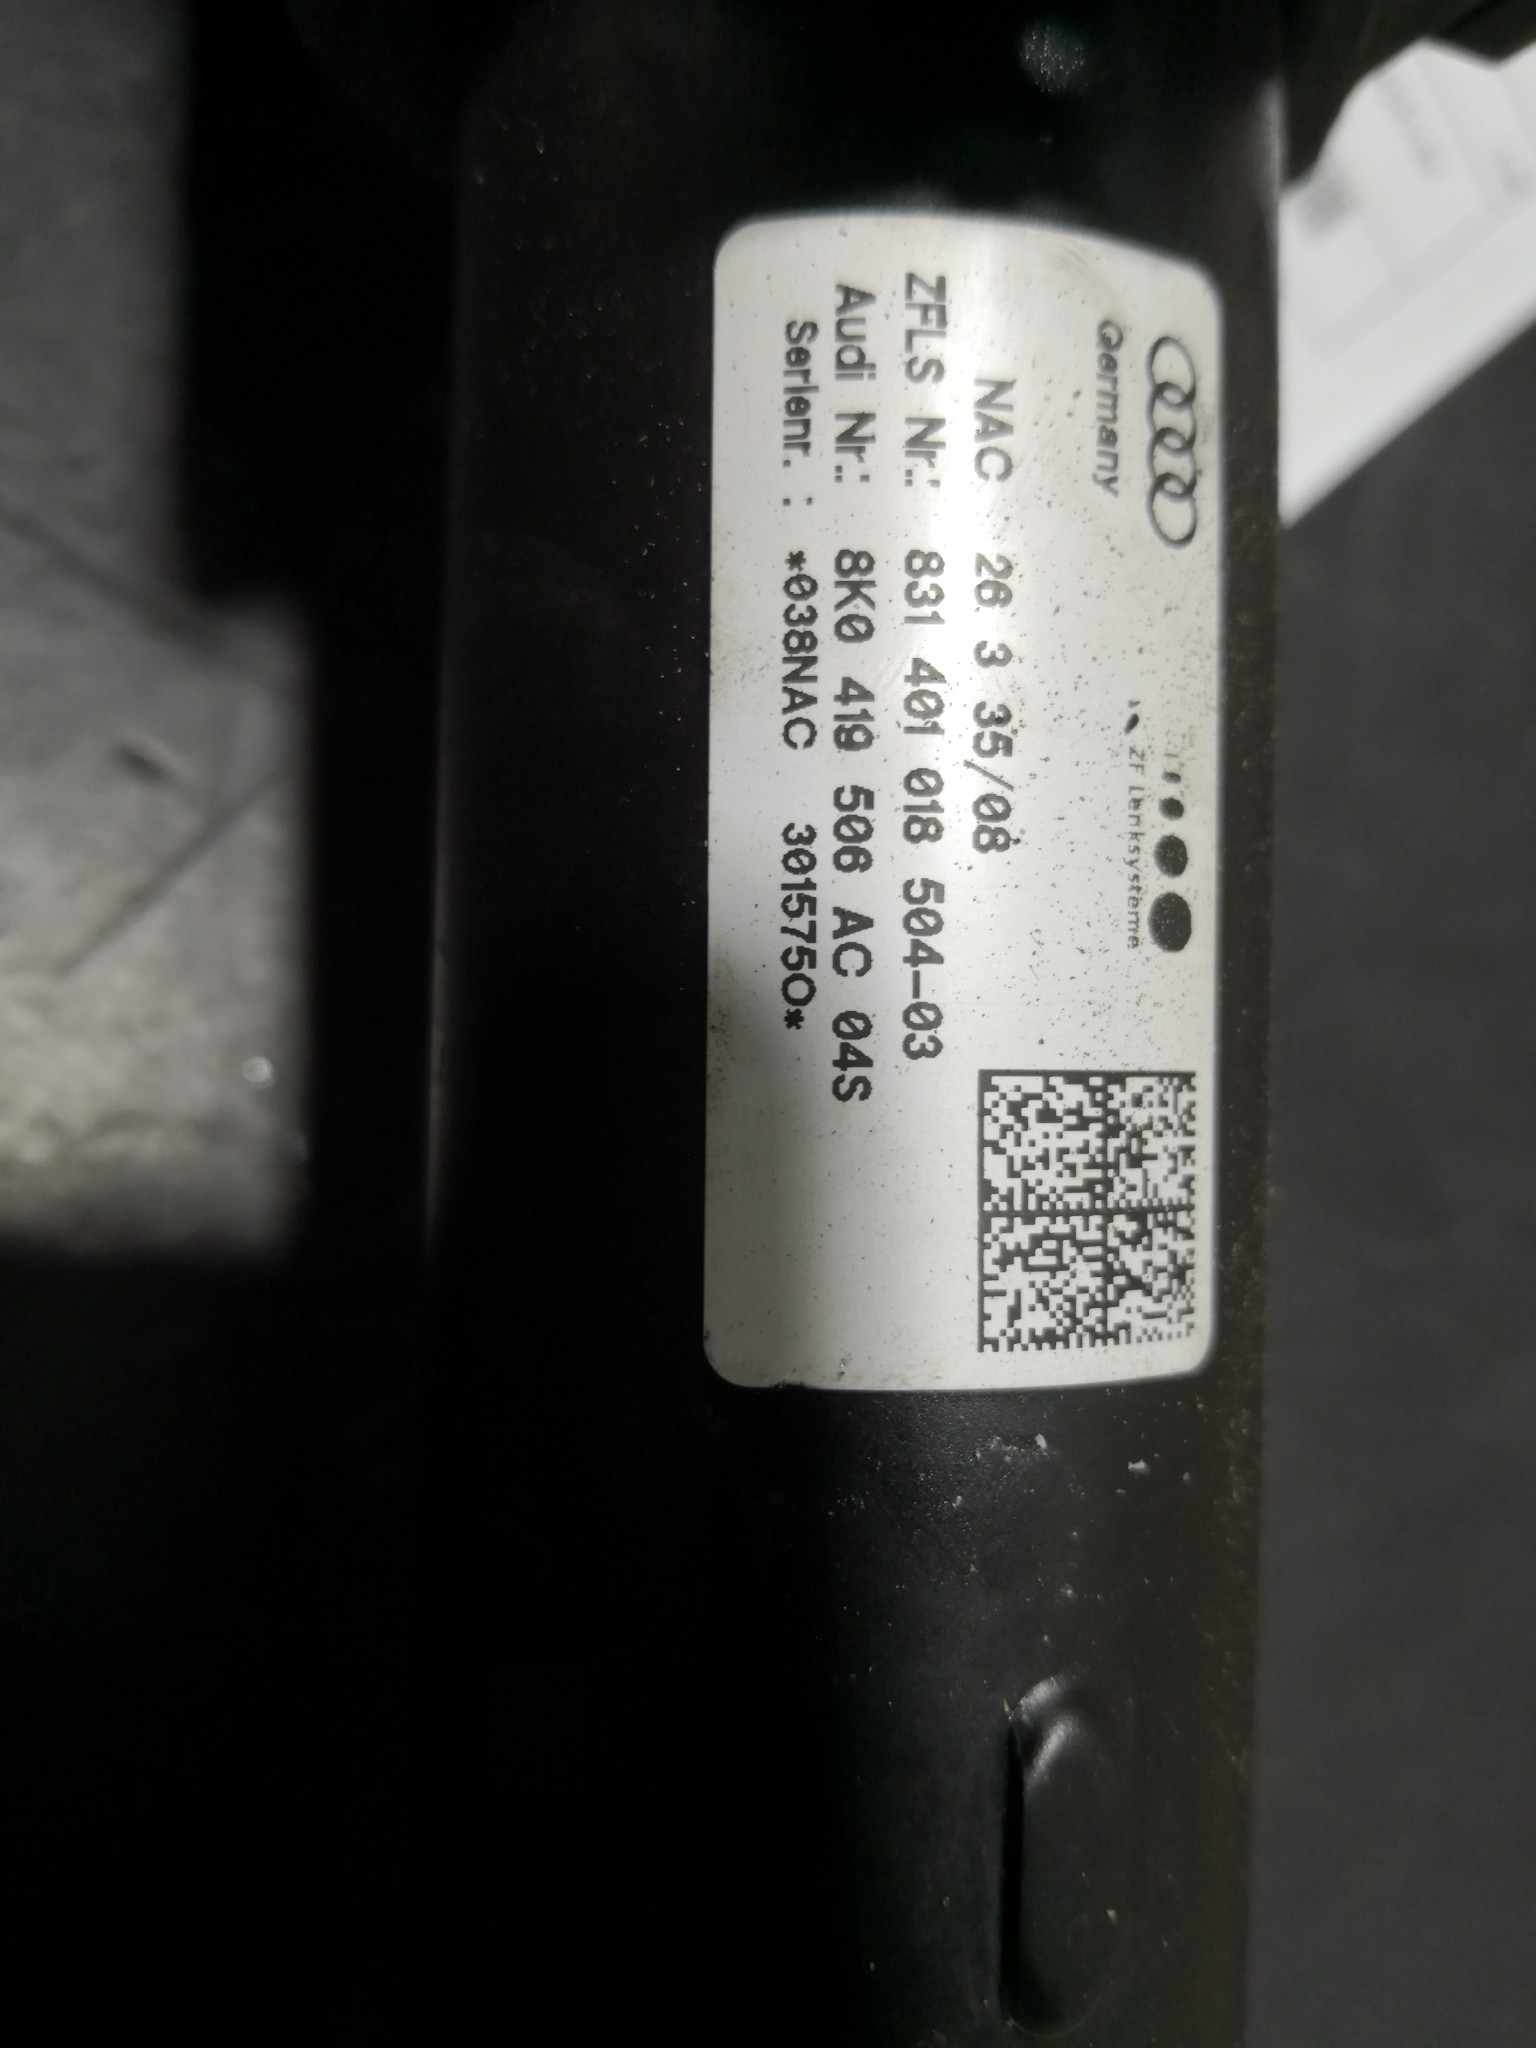 Germany
ZF Lenksysteme
NAC 26 3 35/08
ZFLS Nr.: 831 401 018 504-03
Audi Nr.: 8K0 419 506 AC 04S
Serienr. : *038NAC 3015750*